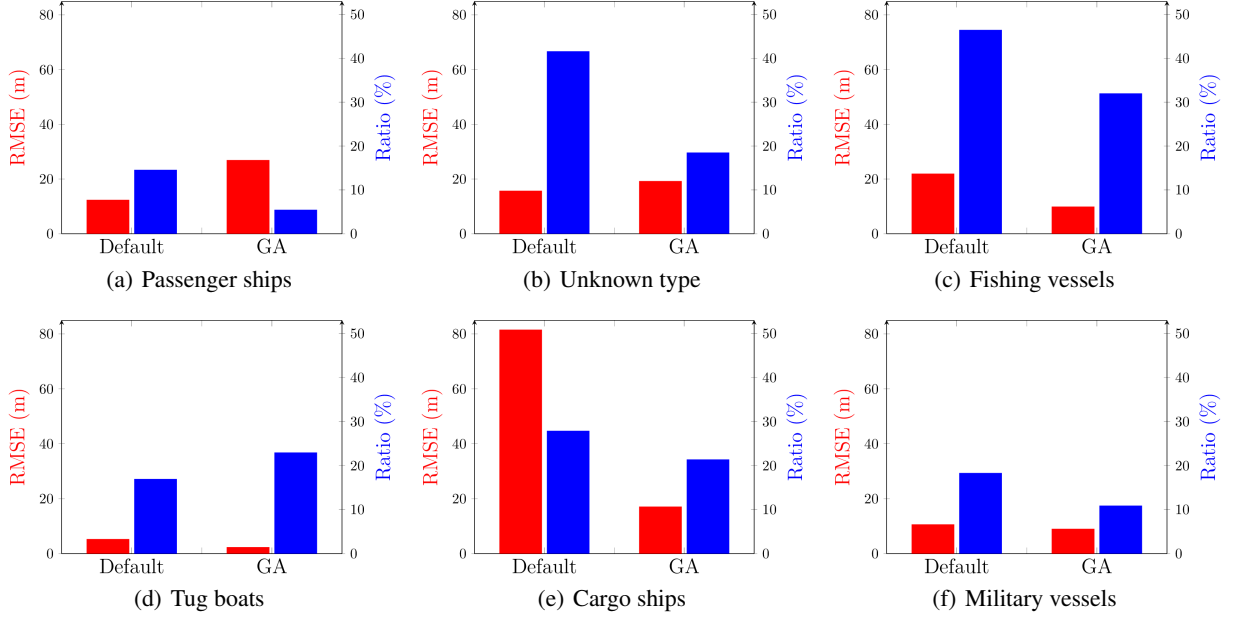 80
60
40
20
0
RMSE (m)
Default
GA
50
40
30
20
10
0
Ratio (%)
(a) Passenger ships
80
60
40
20
0
RMSE (m)
Default
GA
50
40
30
20
10
0
Ratio (%)
(b) Unknown type
80
60
40
20
0
RMSE (m)
Default
GA
50
40
30
20
10
0
Ratio (%)
(c) Fishing vessels
80
60
40
20
0
RMSE (m)
Default
GA
50
40
30
20
10
0
Ratio (%)
(d) Tug boats
80
60
40
20
0
RMSE (m)
Default
GA
50
40
30
20
10
0
Ratio (%)
(e) Cargo ships
80
60
40
20
0
RMSE (m)
Default
GA
50
40
30
20
10
0
Ratio (%)
(f) Military vessels